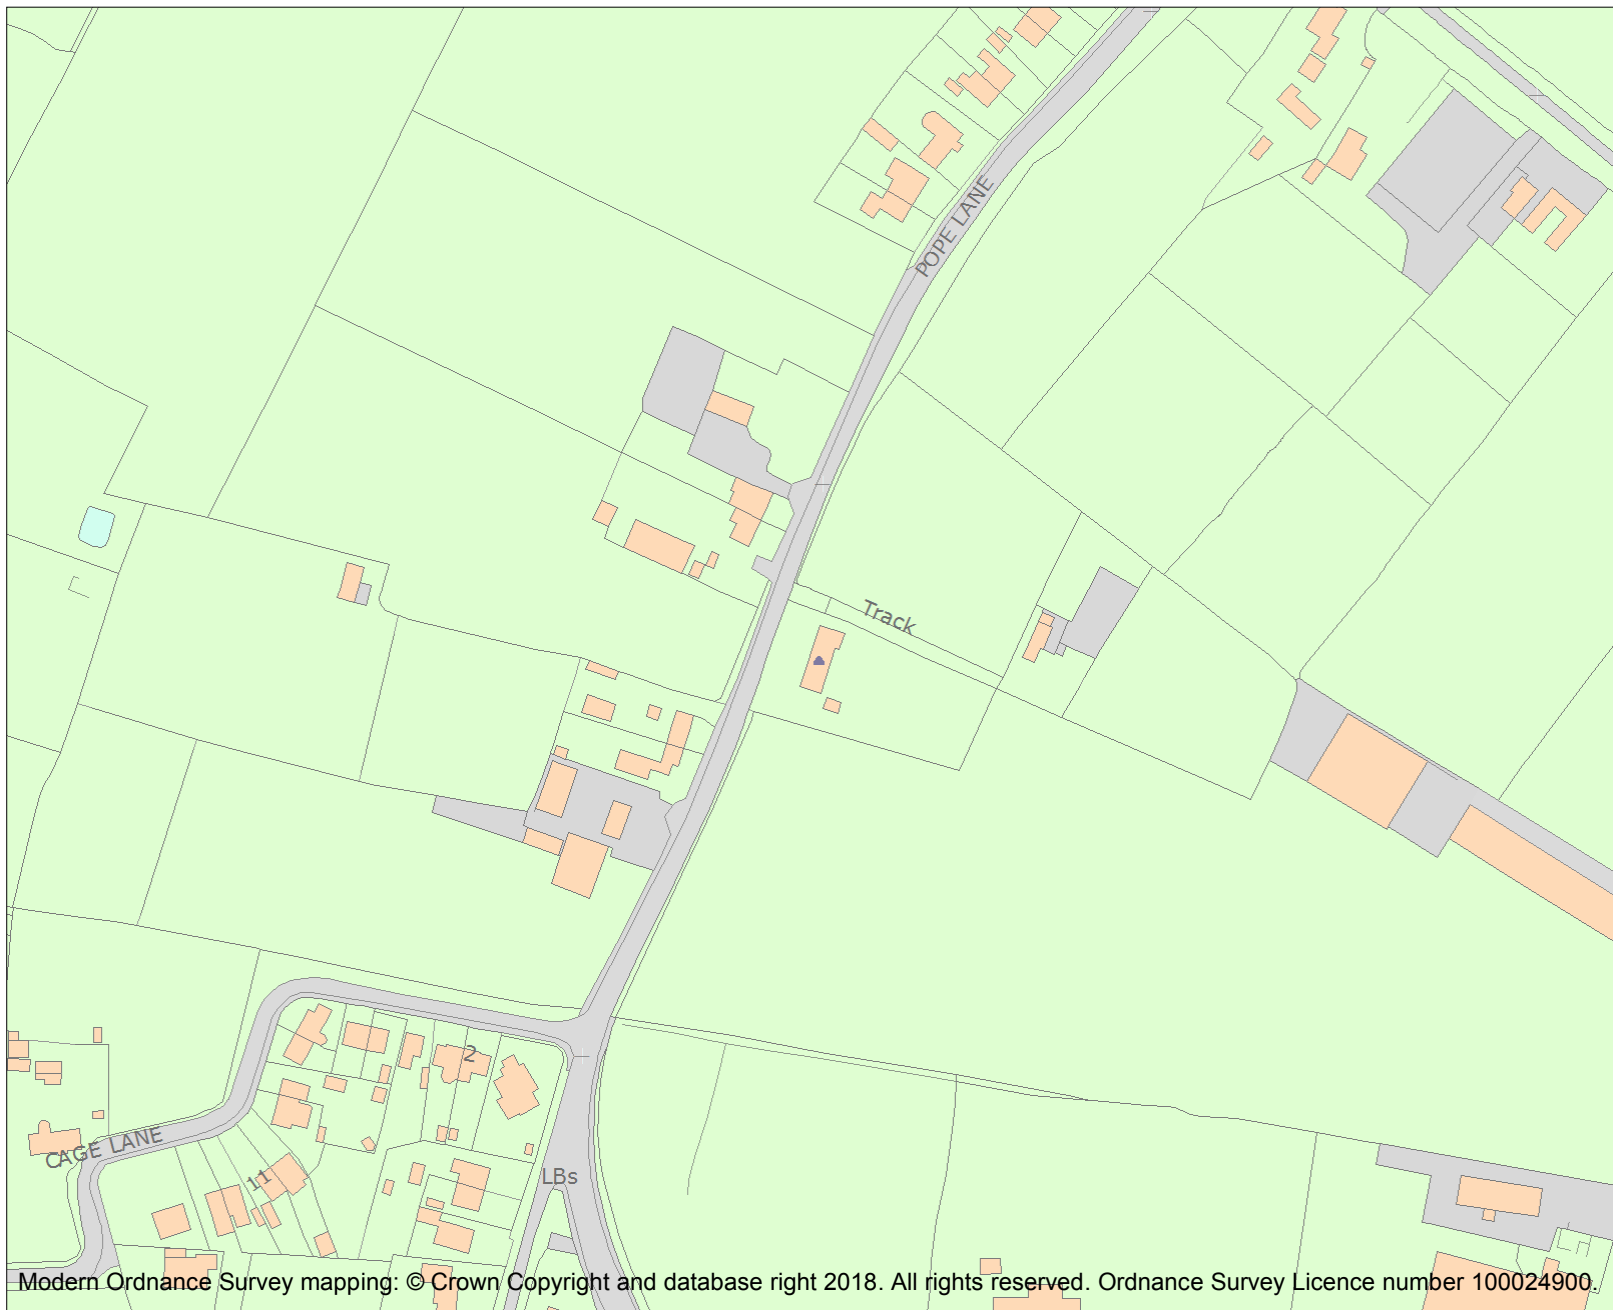 POPE LANE
Track
2
CAGE LANE
11
LBs
Modern Ordnance Survey mapping: © Crown Copyright and database right 2018. All rights reserved. Ordnance Survey Licence number 100024900.